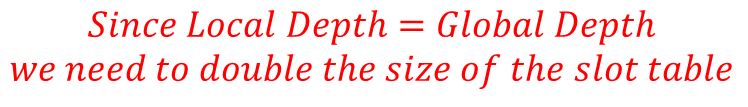 Since Local Depth = Global Depth
we need to double the size of the slot table